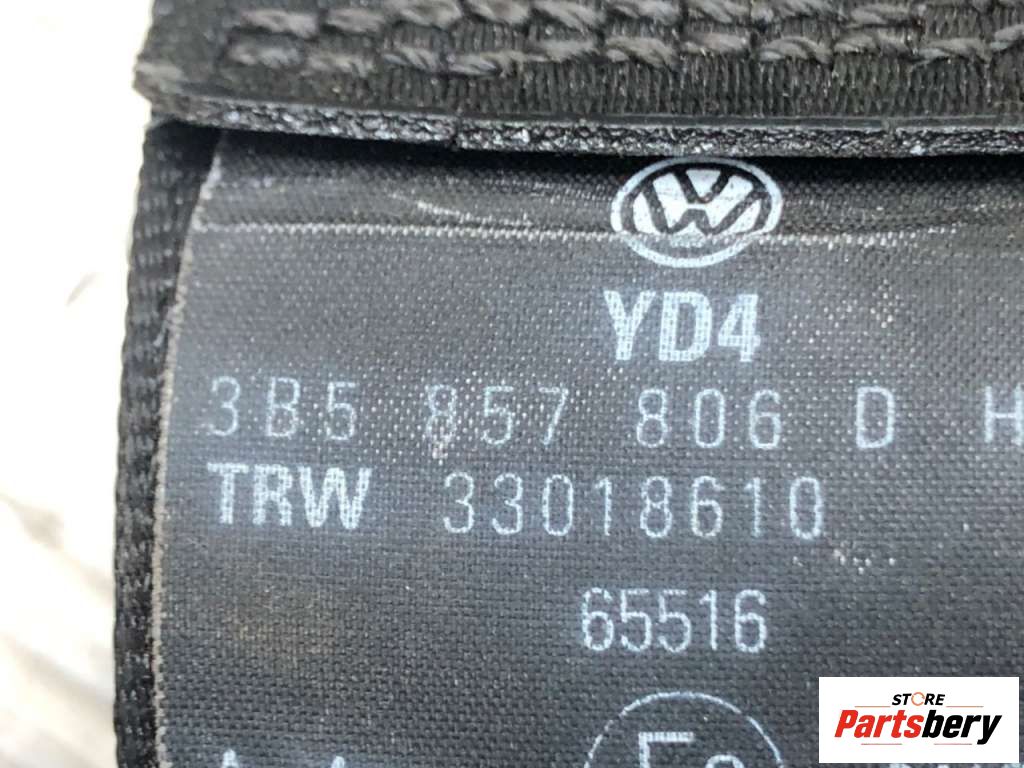 YD4
3B5 857 806 D H
TRW 33018610
65516
STORE
Partsbery